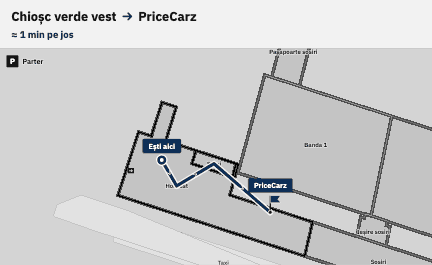 Chioșc verde vest → PriceCarz
≈ 1 min pe jos
P Parter
Pașapoarte sosiri
Banda 1
Ești aici
PriceCarz
Ieșire sosiri
Sosiri
Taxi